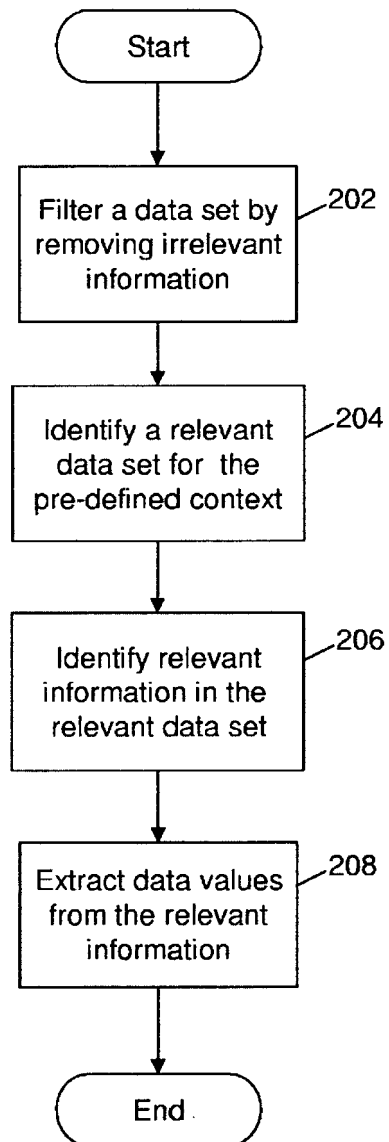 Start
Filter a data set by
removing irrelevant
information
202
Identify a relevant
data set for the
pre-defined context
204
Identify relevant
information in the
relevant data set
206
Extract data values
from the relevant
information
208
End